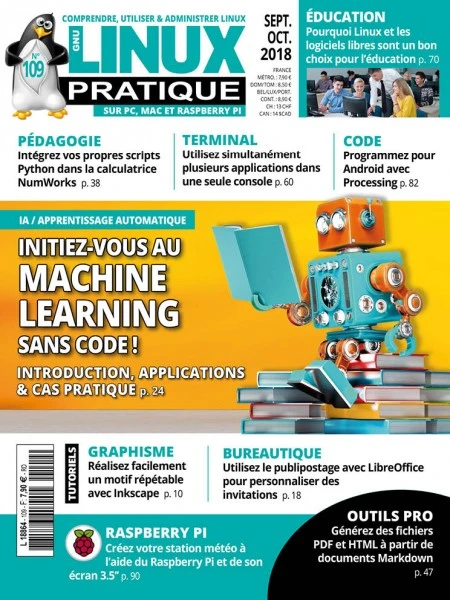 COMPRENDRE, UTILISER & ADMINISTRER LINUX
N°
109
GNU
LINUX
PRATIQUE
SUR PC, MAC ET RASPBERRY PI
SEPT.
OCT.
2018
FRANCE
MÉTRO. : 7,90 €
DOM/TOM : 8,50 €
BEL/LUX/PORT.
CONT. : 8,90 €
CH : 13 CHF
CAN : 14 $CAD
ÉDUCATION
Pourquoi Linux et les
logiciels libres sont un bon
choix pour l'éducation p. 70
PÉDAGOGIE
Intégrez vos propres scripts
Python dans la calculatrice
NumWorks p. 38
TERMINAL
Utilisez simultanément
plusieurs applications dans
une seule console p. 60
CODE
Programmez pour
Android avec
Processing p. 82
IA / APPRENTISSAGE AUTOMATIQUE
INITIEZ-VOUS AU
MACHINE
LEARNING
SANS CODE !
INTRODUCTION, APPLICATIONS
& CAS PRATIQUE p. 24
L 18864 - 109 - F: 7,90 € - RD
TUTORIELS
GRAPHISME
Réalisez facilement
un motif répétable
avec Inkscape p. 10
BUREAUTIQUE
Utilisez le publipostage avec LibreOffice
pour personnaliser des
invitations p. 18
RASPBERRY PI
Créez votre station météo à
l'aide du Raspberry Pi et de son
écran 3.5" p. 90
OUTILS PRO
Générez des fichiers
PDF et HTML à partir de
documents Markdown
p. 47